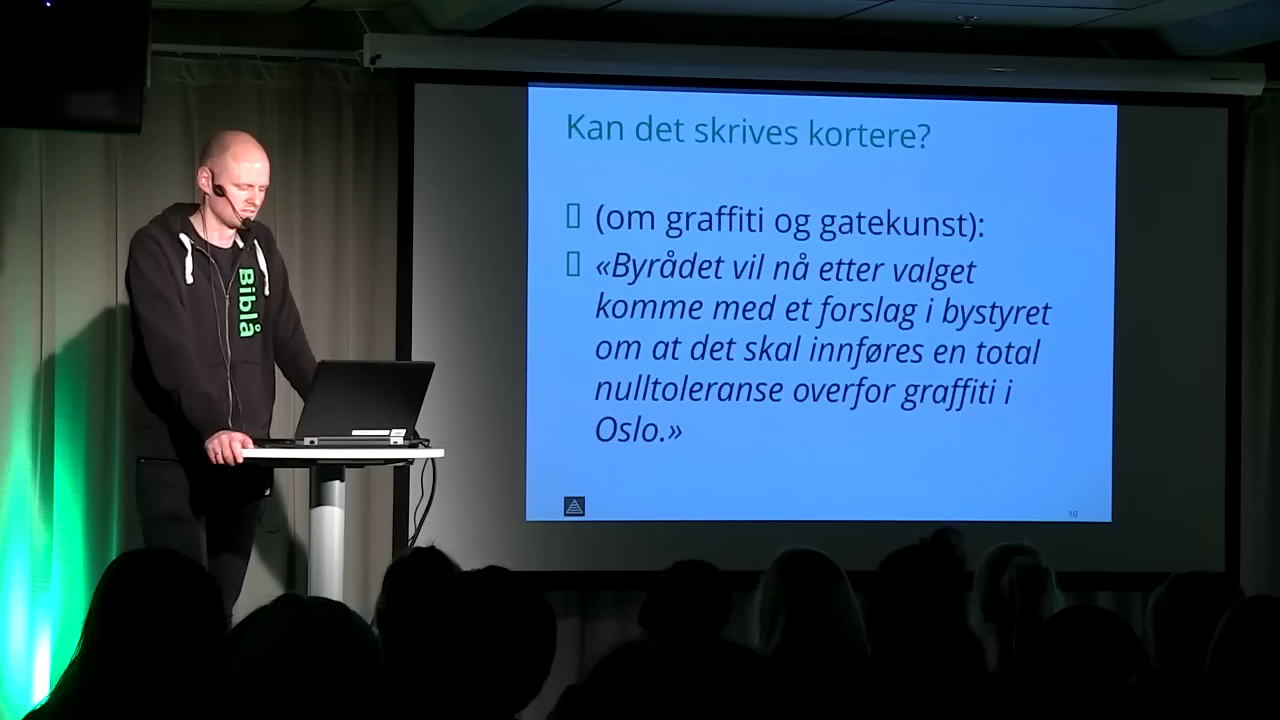 Kan det skrives kortere?
(om graffiti og gatekunst):
«Byrådet vil nå etter valget
komme med et forslag i bystyret
om at det skal innføres en total
nulltoleranse overfor graffiti i
Oslo.»
10
Biblå